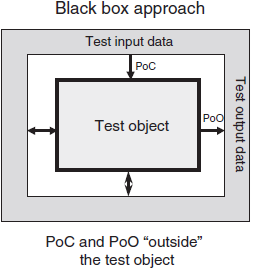 Black box approach
Test input data
PoC
Test object
PoO
Test output data
PoC and PoO “outside”
the test object